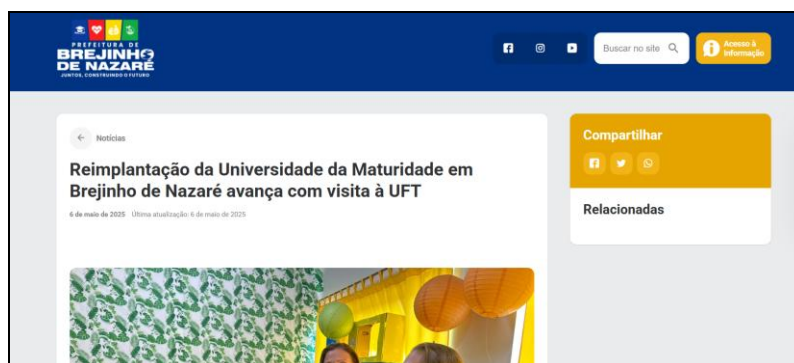 PREFEITURA DE
BREJINHO
DE NAZARÉ
JUNTOS, CONSTRUINDO O FUTURO
Buscar no site
Acesso à
Informação
Notícias
Reimplantação da Universidade da Maturidade em
Brejinho de Nazaré avança com visita à UFT
6 de maio de 2025 Última atualização: 6 de maio de 2025
Compartilhar
Relacionadas